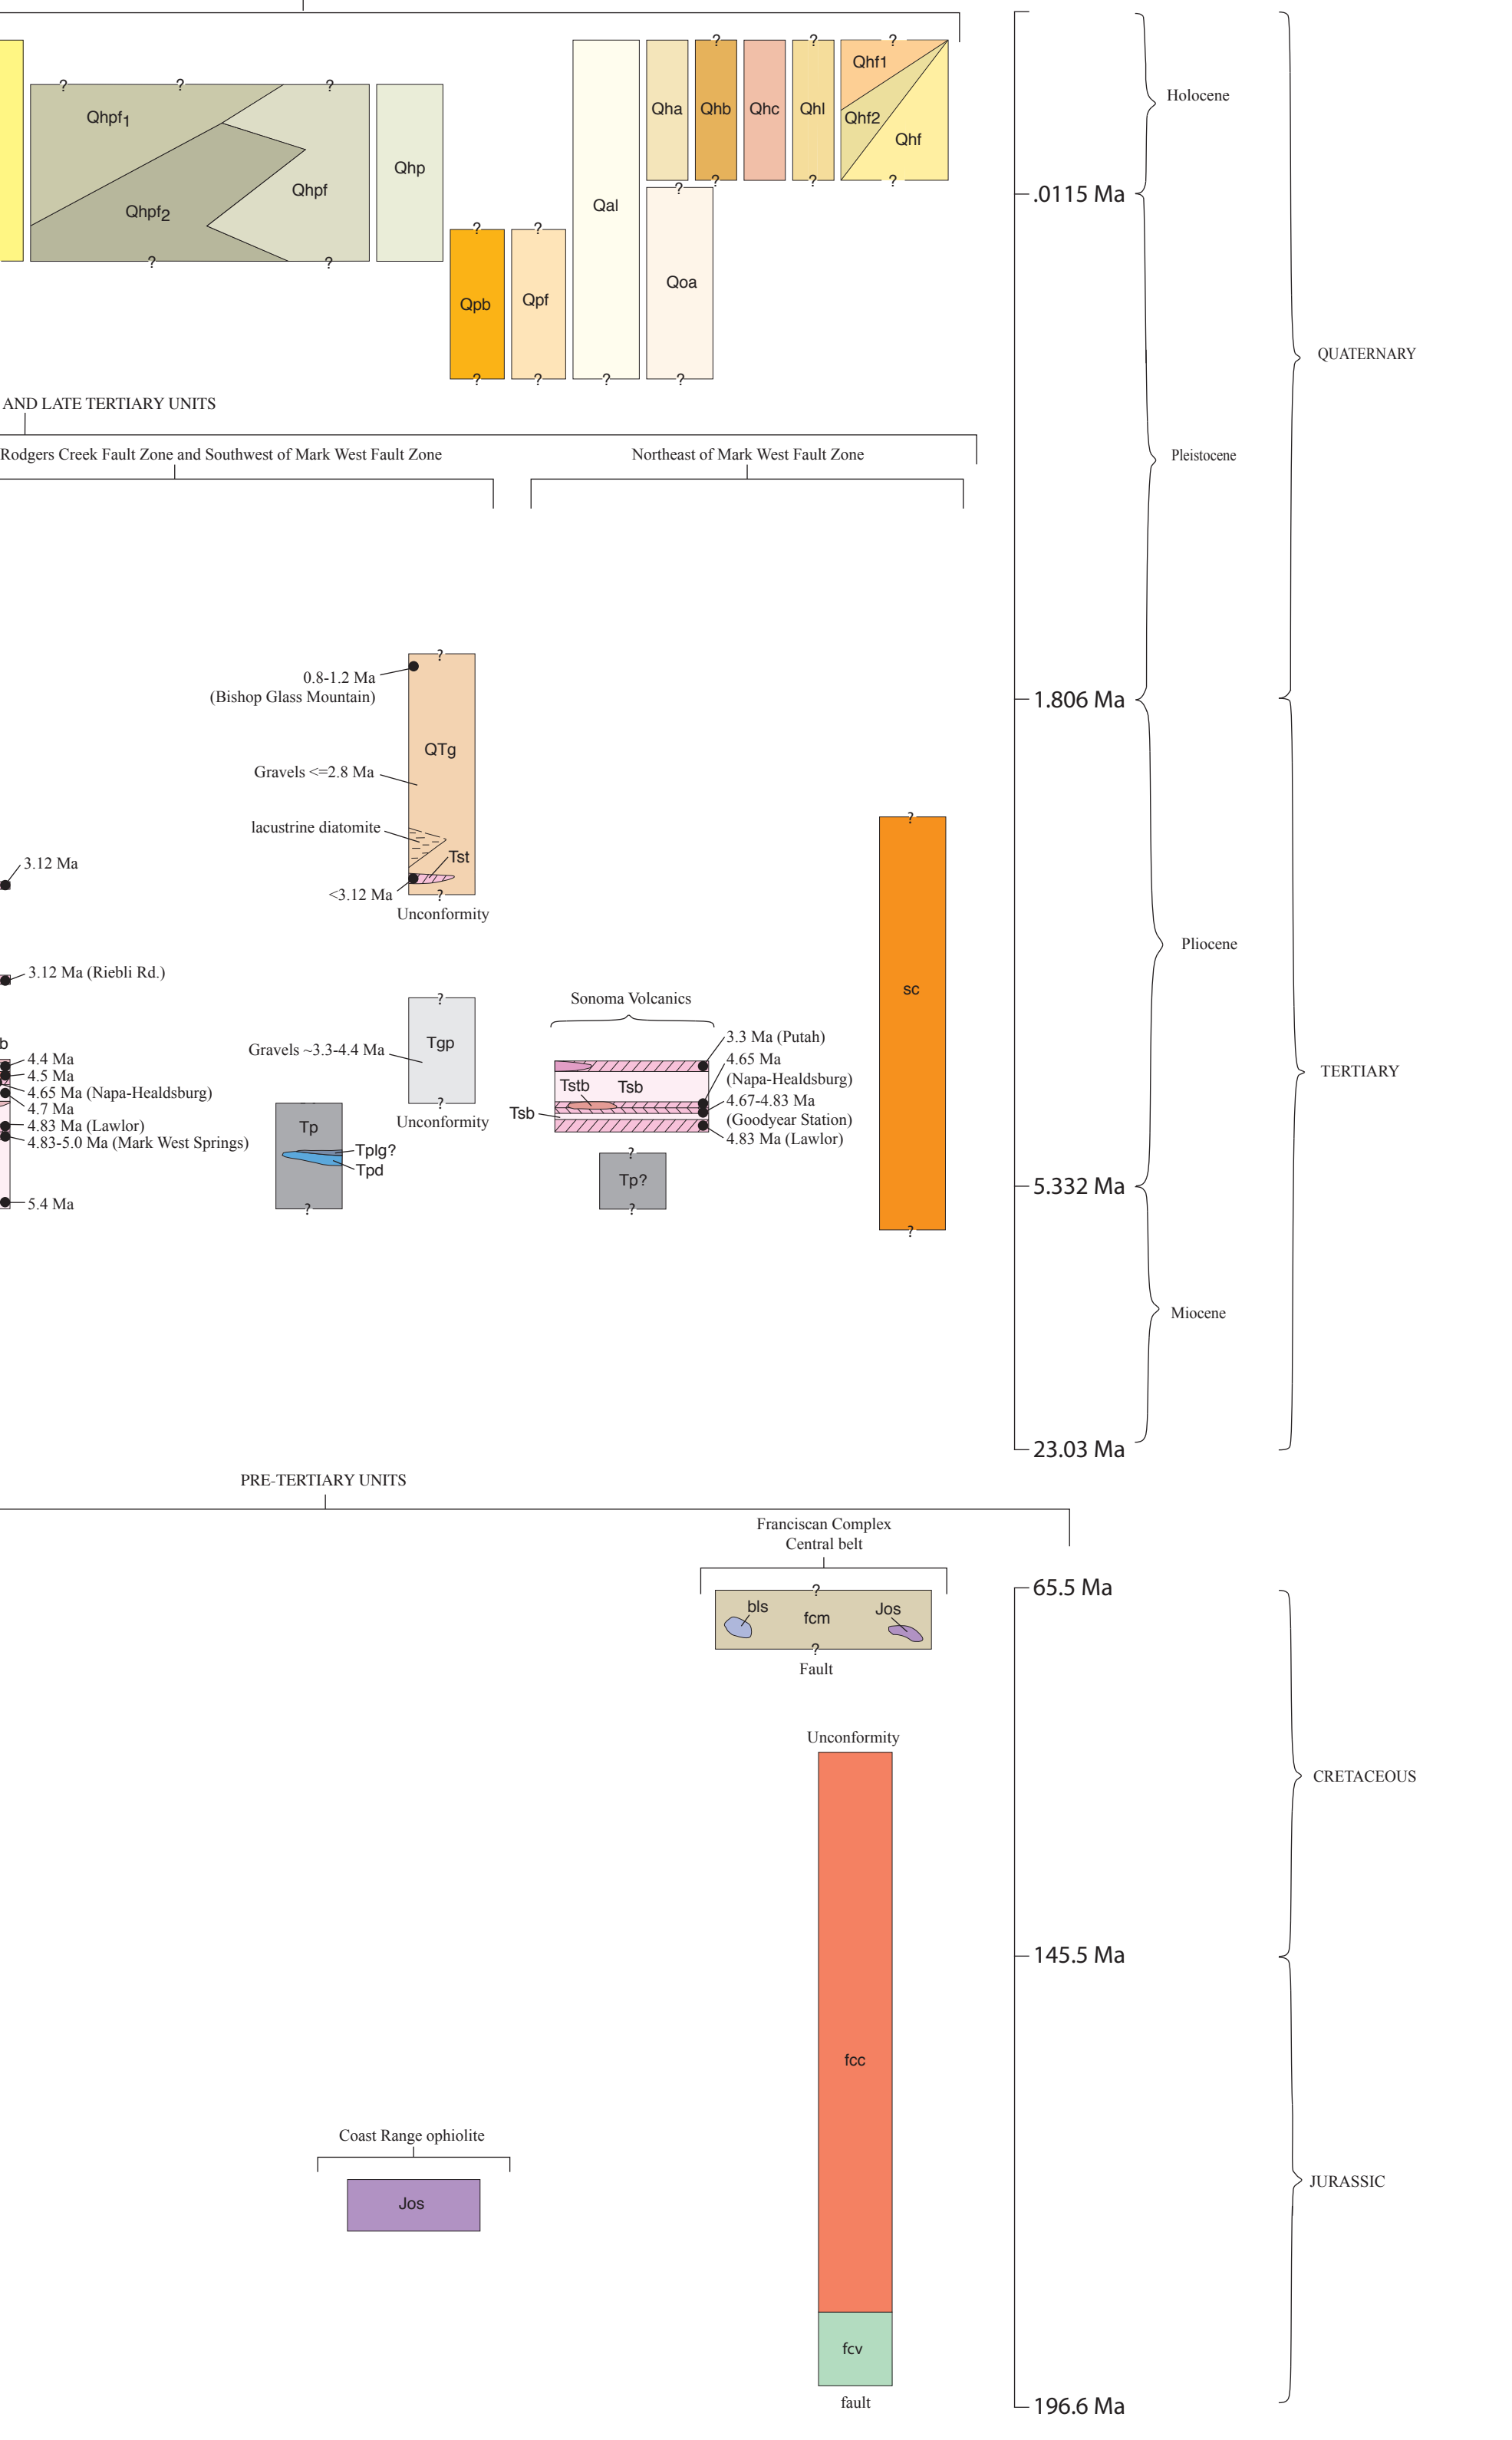 ?
?
?
?
?
?
Qhpf1
Qhpf2
Qhpf
?
?
Qhp
?
Qpb
?
?
Qpf
?
Qal
?
Qha
Qhb
?
Qhc
Qhl
?
Qhf1
Qhf2
Qhf
?
?
Qoa
?
Holocene
.0115 Ma
QUATERNARY
Pleistocene
AND LATE TERTIARY UNITS
Rodgers Creek Fault Zone and Southwest of Mark West Fault Zone
Northeast of Mark West Fault Zone
?
0.8-1.2 Ma
(Bishop Glass Mountain)
1.806 Ma
QTg
Gravels <=2.8 Ma
lacustrine diatomite
Tst
<3.12 Ma
?
Unconformity
3.12 Ma
3.12 Ma (Riebli Rd.)
?
sc
?
Pliocene
b
4.4 Ma
4.5 Ma
4.65 Ma (Napa-Healdsburg)
4.7 Ma
4.83 Ma (Lawlor)
4.83-5.0 Ma (Mark West Springs)
5.4 Ma
?
Tgp
Gravels ~3.3-4.4 Ma
?
Unconformity
Tp
Tplg?
Tpd
?
Sonoma Volcanics
3.3 Ma (Putah)
4.65 Ma
(Napa-Healdsburg)
4.67-4.83 Ma
(Goodyear Station)
4.83 Ma (Lawlor)
Tstb
Tsb
Tsb
?
Tp?
?
TERTIARY
5.332 Ma
Miocene
23.03 Ma
PRE-TERTIARY UNITS
Franciscan Complex
Central belt
65.5 Ma
?
bls
fcm
Jos
?
Fault
Unconformity
CRETACEOUS
145.5 Ma
fcc
Coast Range ophiolite
Jos
JURASSIC
fcv
fault
196.6 Ma